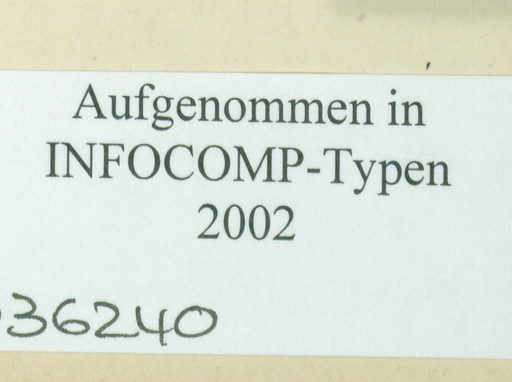 Aufgenommen in
INFOCOMP-Typen
2002
36240